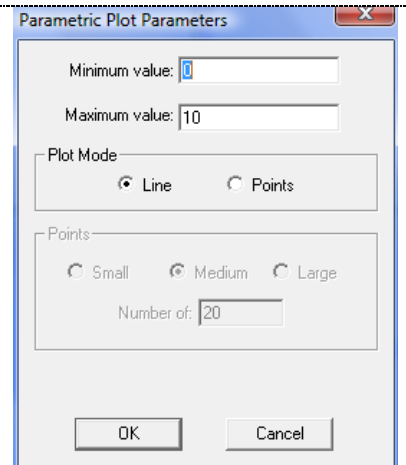 Parametric Plot Parameters
Minimum value: 0
Maximum value: 10
Plot Mode
Line Points
Points
Small Medium Large
Number of: 20
OK Cancel